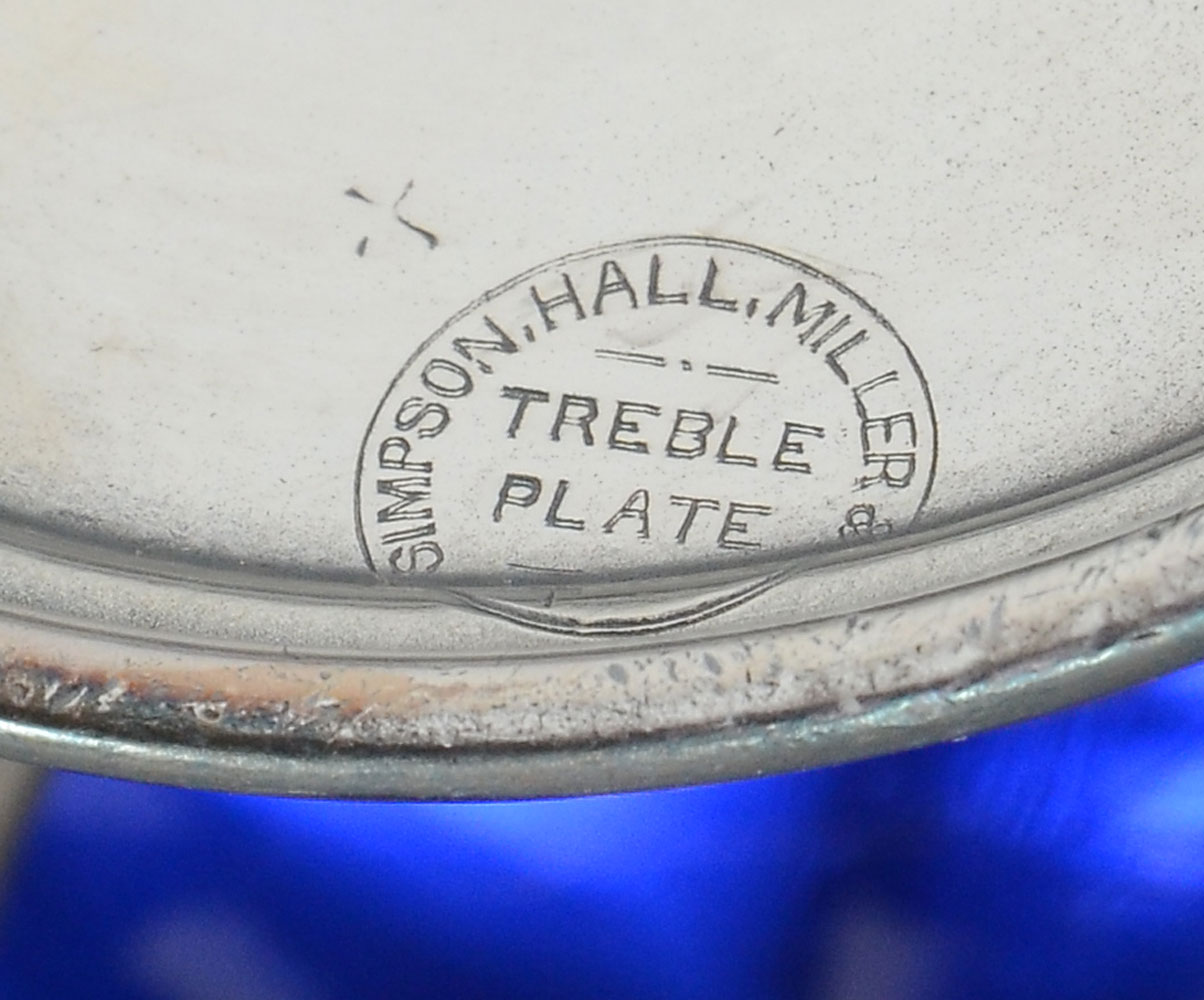 SIMPSON, HALL, MILLER &
TREBLE
PLATE